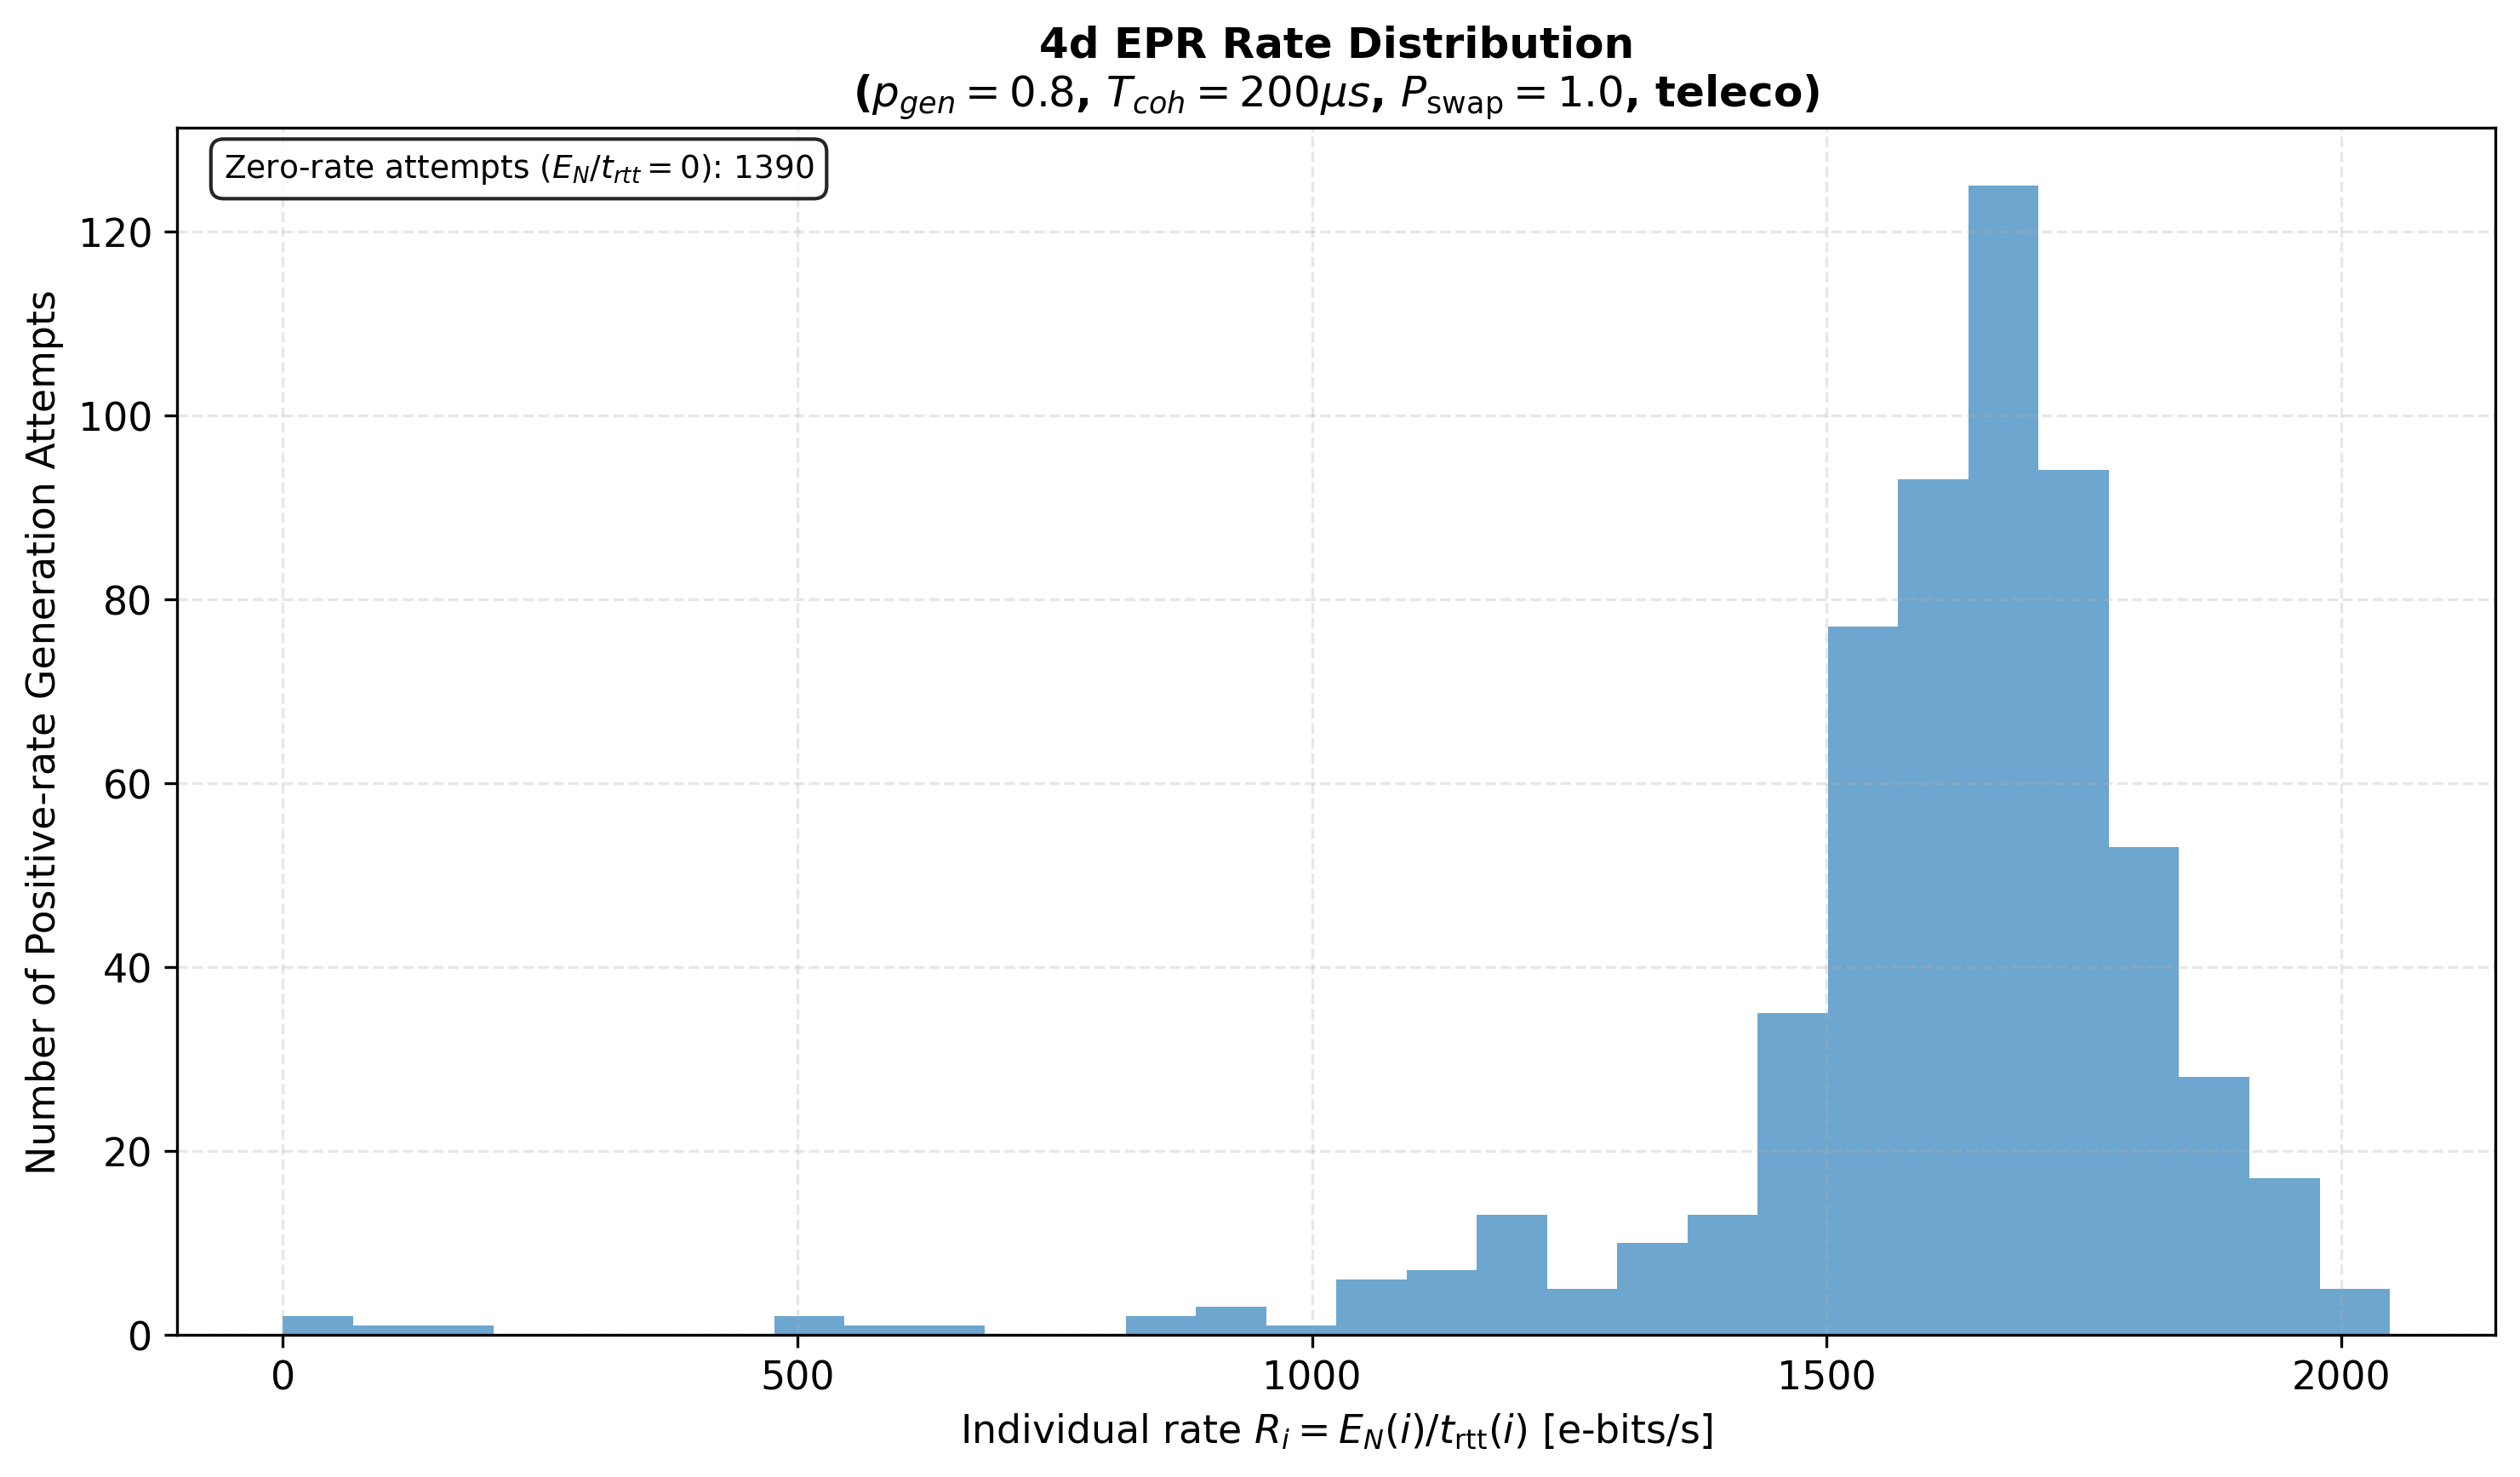 4d EPR Rate Distribution
(p_gen = 0.8, T_coh = 200μs, P_swap = 1.0, teleco)
Zero-rate attempts (E_N/t_rtt = 0): 1390
Number of Positive-rate Generation Attempts
120
100
80
60
40
20
0
0 500 1000 1500 2000
Individual rate R_i = E_N(i)/t_rtt(i) [e-bits/s]